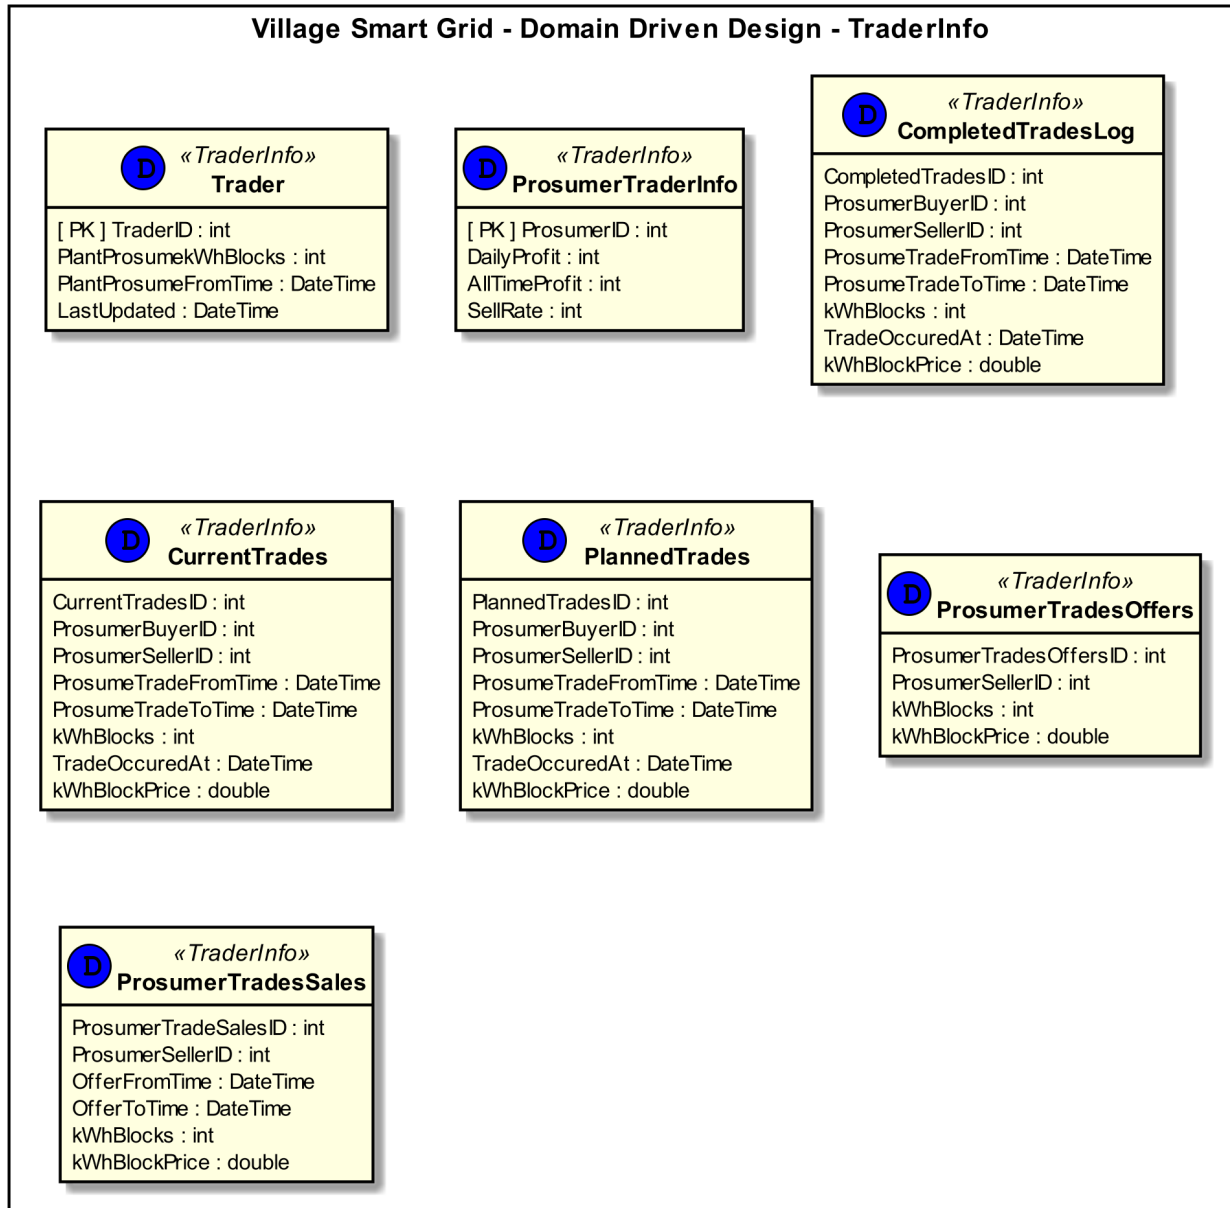 Village Smart Grid - Domain Driven Design - TraderInfo
D
«TraderInfo»
Trader
[ PK ] TraderID : int
PlantProsumekWhBlocks : int
PlantProsumeFromTime : DateTime
LastUpdated : DateTime
D
«TraderInfo»
ProsumerTraderInfo
[ PK ] ProsumerID : int
DailyProfit : int
AllTimeProfit : int
SellRate : int
D
«TraderInfo»
CompletedTradesLog
CompletedTradesID : int
ProsumerBuyerID : int
ProsumerSellerID : int
ProsumeTradeFromTime : DateTime
ProsumeTradeToTime : DateTime
kWhBlocks : int
TradeOccuredAt : DateTime
kWhBlockPrice : double
D
«TraderInfo»
CurrentTrades
CurrentTradesID : int
ProsumerBuyerID : int
ProsumerSellerID : int
ProsumeTradeFromTime : DateTime
ProsumeTradeToTime : DateTime
kWhBlocks : int
TradeOccuredAt : DateTime
kWhBlockPrice : double
D
«TraderInfo»
PlannedTrades
PlannedTradesID : int
ProsumerBuyerID : int
ProsumerSellerID : int
ProsumeTradeFromTime : DateTime
ProsumeTradeToTime : DateTime
kWhBlocks : int
TradeOccuredAt : DateTime
kWhBlockPrice : double
D
«TraderInfo»
ProsumerTradesOffers
ProsumerTradesOffersID : int
ProsumerSellerID : int
kWhBlocks : int
kWhBlockPrice : double
D
«TraderInfo»
ProsumerTradesSales
ProsumerTradeSalesID : int
ProsumerSellerID : int
OfferFromTime : DateTime
OfferToTime : DateTime
kWhBlocks : int
kWhBlockPrice : double